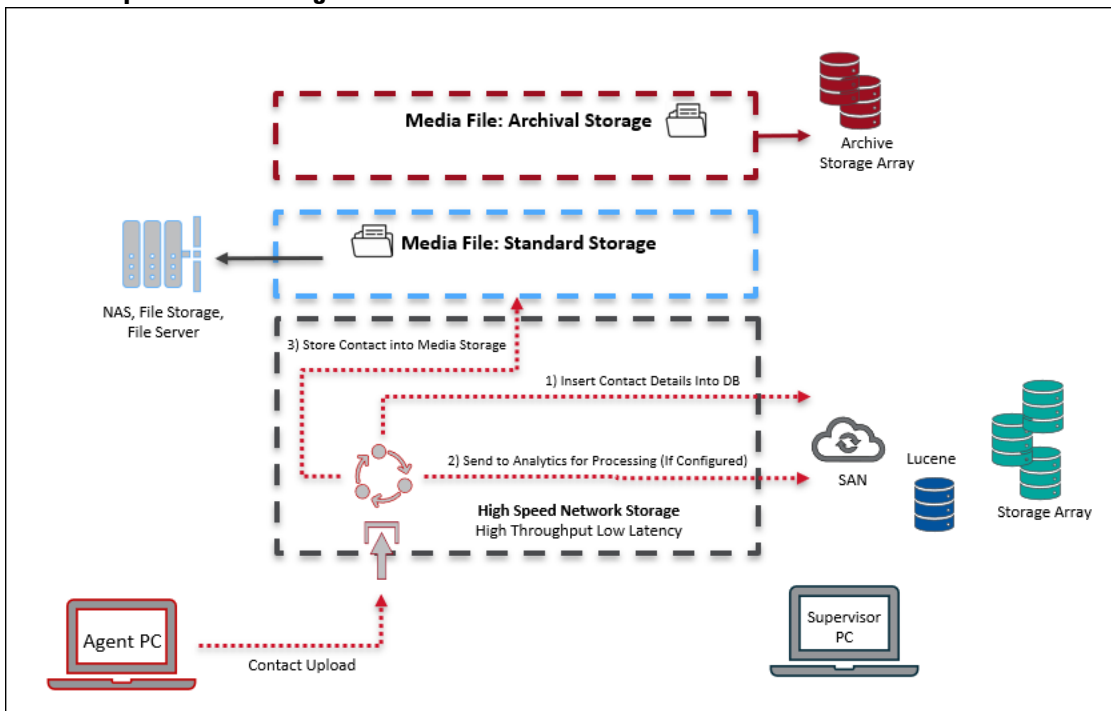 Media File: Archival Storage
Archive
Storage Array
Media File: Standard Storage
NAS, File Storage,
File Server
3) Store Contact into Media Storage
1) Insert Contact Details Into DB
2) Send to Analytics for Processing (If Configured)
SAN
Lucene
Storage Array
High Speed Network Storage
High Throughput Low Latency
Agent PC
Contact Upload
Supervisor
PC